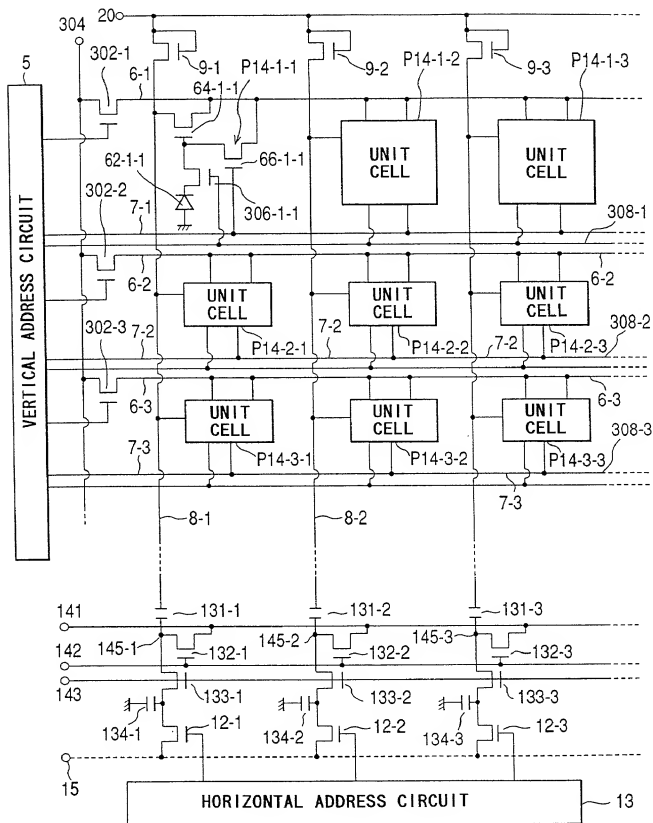 20
304
5
302-1
6-1
9-1
9-2
9-3
64-1-1
P14-1-1
P14-1-2
P14-1-3
UNIT CELL
UNIT CELL
62-1-1
66-1-1
302-2
7-1
306-1-1
308-1
VERTICAL ADDRESS CIRCUIT
6-2
6-2
UNIT CELL
UNIT CELL
UNIT CELL
302-3
7-2
P14-2-1
7-2
P14-2-2
7-2
P14-2-3
308-2
6-3
6-3
UNIT CELL
UNIT CELL
UNIT CELL
7-3
P14-3-1
P14-3-2
P14-3-3
308-3
7-3
8-1
8-2
141
131-1
131-2
131-3
145-1
145-2
145-3
142
132-1
132-2
132-3
143
133-1
133-2
133-3
134-1
12-1
134-2
12-2
134-3
12-3
15
HORIZONTAL ADDRESS CIRCUIT
13